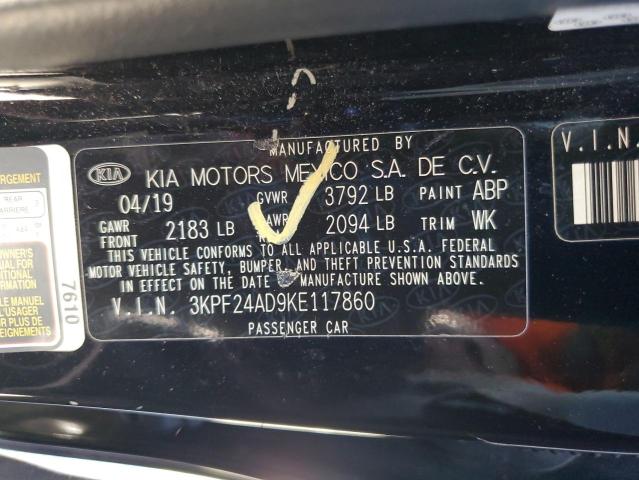 MANUFACTURED BY
KIA KIA MOTORS MEXICO S.A. DE C.V.
04/19 GVWR 3792 LB PAINT ABP
GAWR FRONT 2183 LB 2094 LB TRIM WK
THIS VEHICLE CONFORMS TO ALL APPLICABLE U.S.A. FEDERAL
MOTOR VEHICLE SAFETY, BUMPER, AND THEFT PREVENTION STANDARDS
IN EFFECT ON THE DATE OF MANUFACTURE SHOWN ABOVE.
V.I.N. 3KPF24AD9KE117860
PASSENGER CAR
7610
V.I.N.
REAR